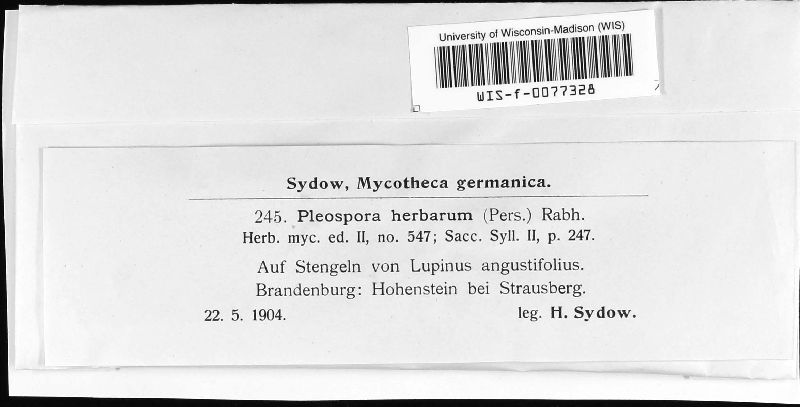 University of Wisconsin-Madison (WIS)
WIS-f-0077328
Sydow, Mycotheca germanica.
245. Pleospora herbarum (Pers.) Rabh.
Herb. myc. ed. II, no. 547; Sacc. Syll. II, p. 247.
Auf Stengeln von Lupinus angustifolius.
Brandenburg: Hohenstein bei Strausberg.
22. 5. 1904. leg. H. Sydow.